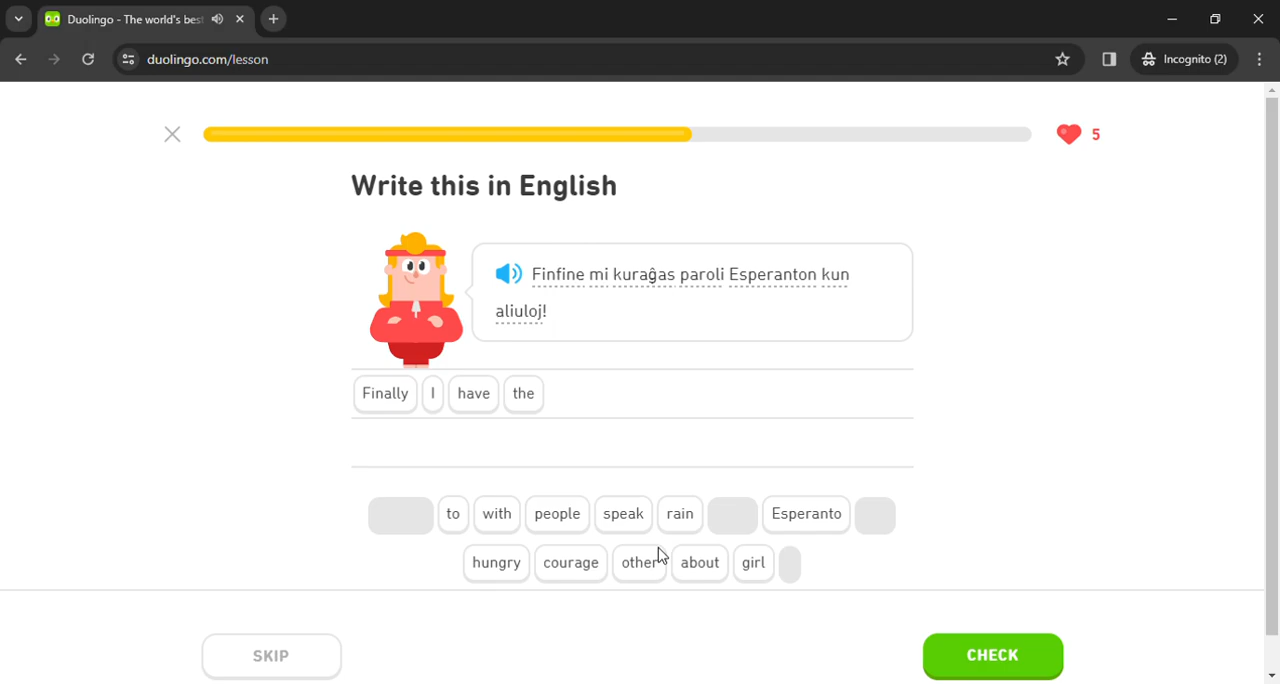 Duolingo - The world's bes
duolingo.com/lesson
Incognito (2)
5
Write this in English
Finfine mi kuraĝas paroli Esperanton kun
aliuloj!
Finally I have the
to with people speak rain Esperanto
hungry courage other about girl
SKIP
CHECK